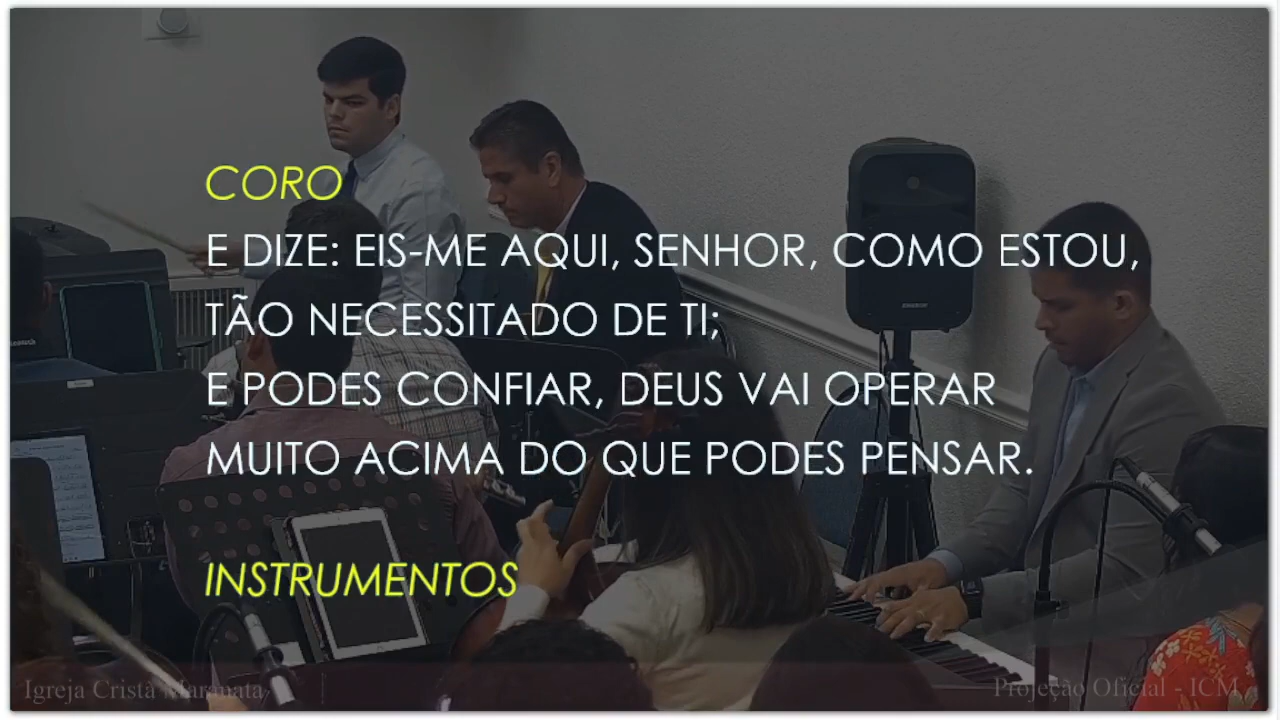 CORO
E DIZE: EIS-ME AQUI, SENHOR, COMO ESTOU,
TÃO NECESSITADO DE TI;
E PODES CONFIAR, DEUS VAI OPERAR
MUITO ACIMA DO QUE PODES PENSAR.
INSTRUMENTOS
Igreja Cristã Maranata
Projeção Oficial - ICM